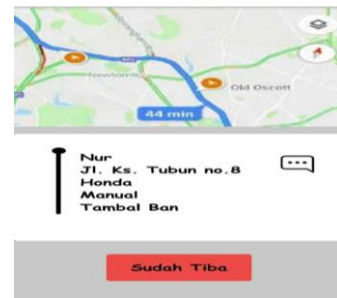 Old Oscott
44 min
Nur
Jl. Ks. Tubun no.8
Honda
Manual
Tambal Ban
Sudah Tiba